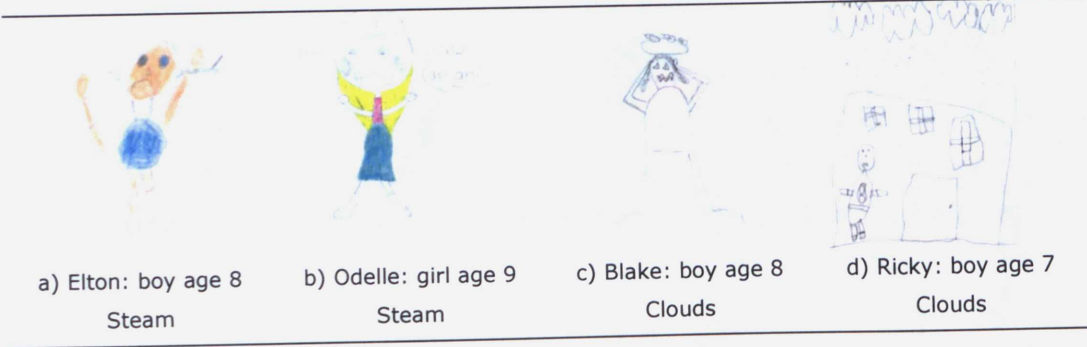 a) Elton: boy age 8
Steam
b) Odelle: girl age 9
Steam
c) Blake: boy age 8
Clouds
d) Ricky: boy age 7
Clouds